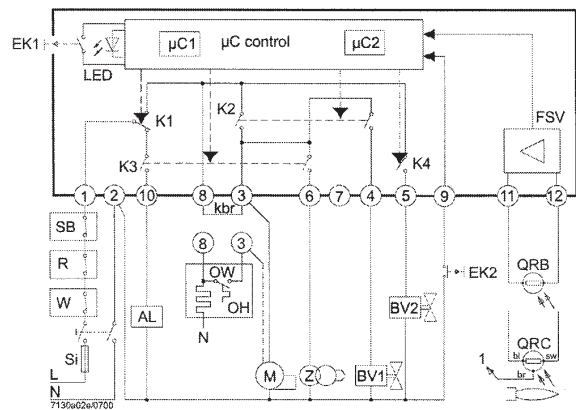 µC1
µC control
µC2
EK1
LED
FSV
K1
K2
K3
K4
1 2 10 8 3 6 7 4 5 9 11 12
kbr
SB
R
W
Si
L
N
AL
8 3
OW
OH
N
M
Z
BV1
BV2
EK2
QRB
QRC
bl sw
br
1
7130a02e/0700